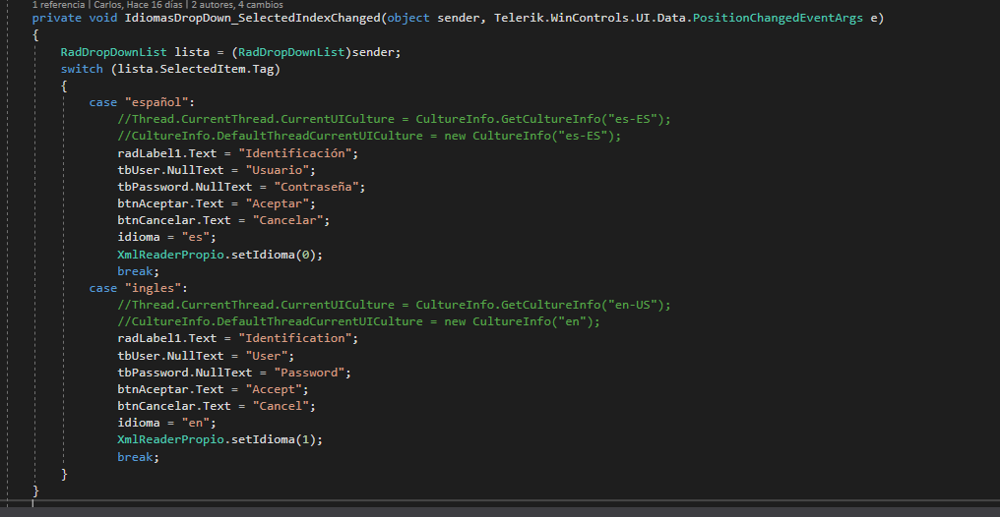 1 referencia | Carlos, Hace 16 días | 2 autores, 4 cambios
private void IdiomasDropDown_SelectedIndexChanged(object sender, Telerik.WinControls.UI.Data.PositionChangedEventArgs e)
{
RadDropDownList lista = (RadDropDownList)sender;
switch (lista.SelectedItem.Tag)
{
case "español":
//Thread.CurrentThread.CurrentUICulture = CultureInfo.GetCultureInfo("es-ES");
//CultureInfo.DefaultThreadCurrentUICulture = new CultureInfo("es-ES");
radLabel1.Text = "Identificación";
tbUser.NullText = "Usuario";
tbPassword.NullText = "Contraseña";
btnAceptar.Text = "Aceptar";
btnCancelar.Text = "Cancelar";
idioma = "es";
XmlReaderPropio.setIdioma(0);
break;
case "ingles":
//Thread.CurrentThread.CurrentUICulture = CultureInfo.GetCultureInfo("en-US");
//CultureInfo.DefaultThreadCurrentUICulture = new CultureInfo("en");
radLabel1.Text = "Identification";
tbUser.NullText = "User";
tbPassword.NullText = "Password";
btnAceptar.Text = "Accept";
btnCancelar.Text = "Cancel";
idioma = "en";
XmlReaderPropio.setIdioma(1);
break;
}
}